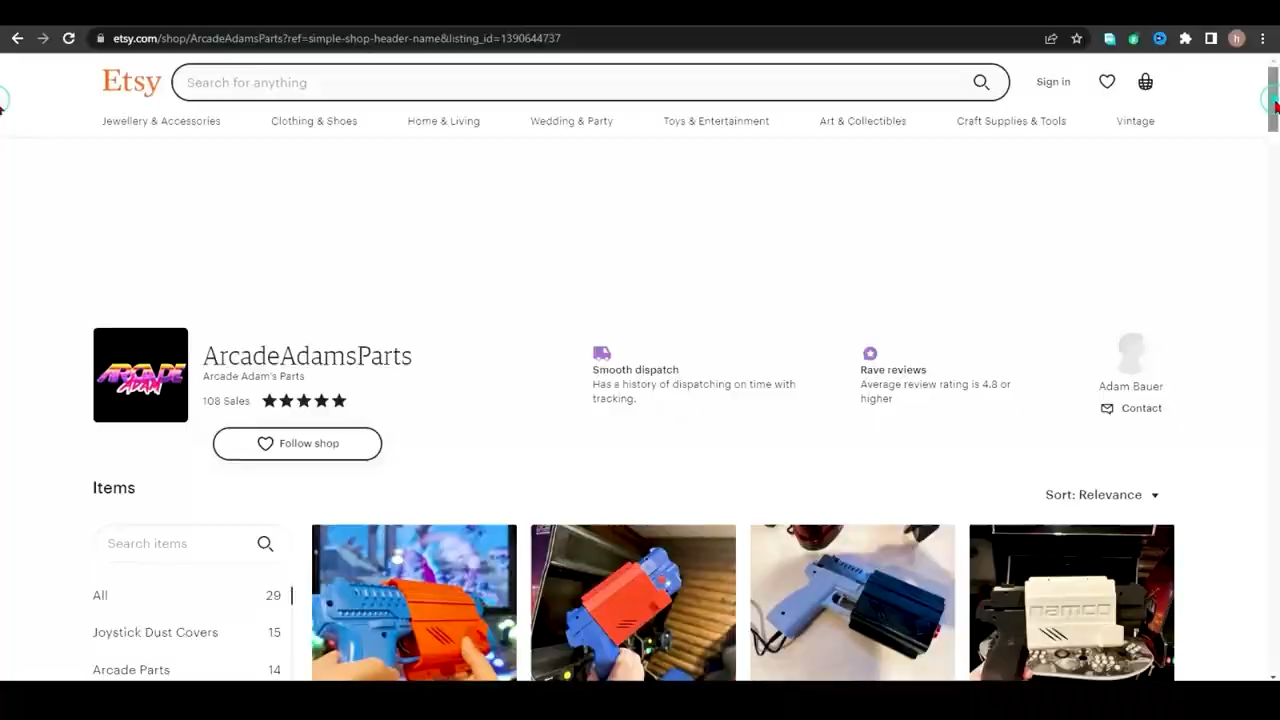 etsy.com/shop/ArcadeAdamsParts?ref=simple-shop-header-name&listing_id=1390644737
h
Etsy
Search for anything
Sign in
Jewellery & Accessories
Clothing & Shoes
Home & Living
Wedding & Party
Toys & Entertainment
Art & Collectibles
Craft Supplies & Tools
Vintage
ARCADE
ADAM
ArcadeAdamsParts
Arcade Adam's Parts
108 Sales
Follow shop
Smooth dispatch
Has a history of dispatching on time with
tracking.
Rave reviews
Average review rating is 4.8 or
higher
Adam Bauer
Contact
Items
Sort: Relevance
Search items
All 29
Joystick Dust Covers 15
Arcade Parts 14
namco